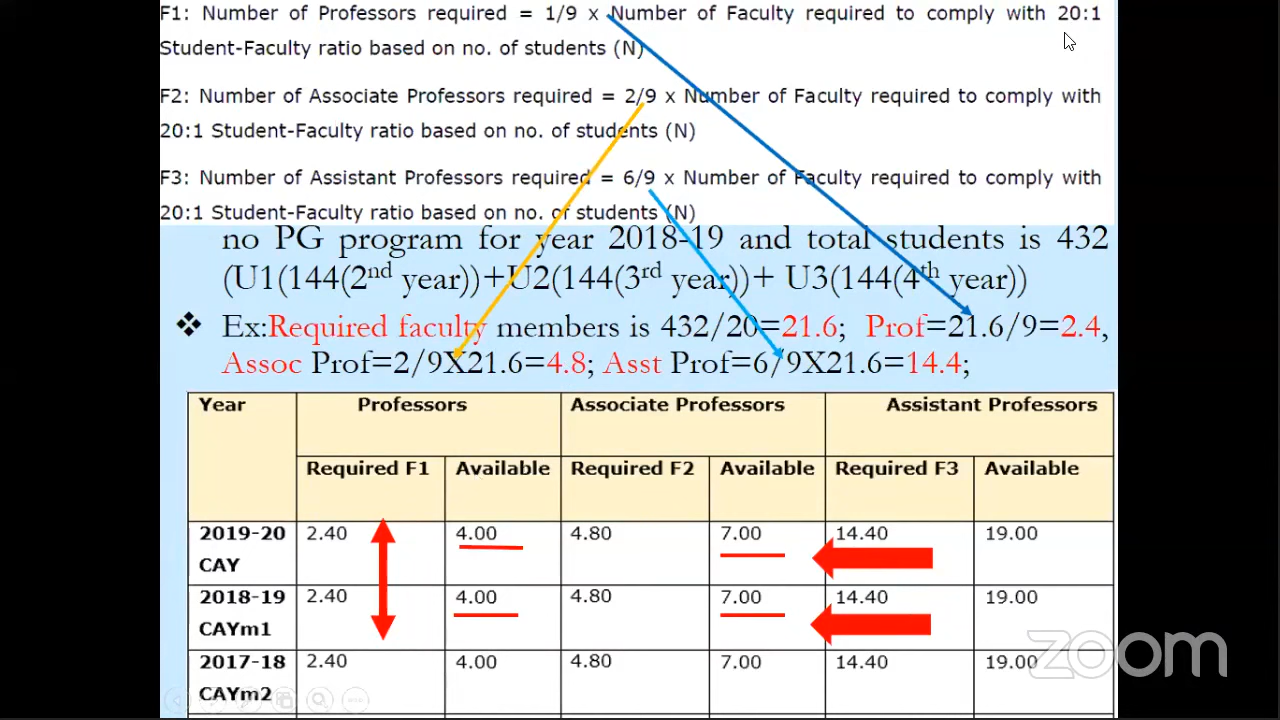 F1: Number of Professors required = 1/9 x Number of Faculty required to comply with 20:1
Student-Faculty ratio based on no. of students (N)
F2: Number of Associate Professors required = 2/9 x Number of Faculty required to comply with
20:1 Student-Faculty ratio based on no. of students (N)
F3: Number of Assistant Professors required = 6/9 x Number of Faculty required to comply with
20:1 Student-Faculty ratio based on no. of students (N)
no PG program for year 2018-19 and total students is 432
(U1(144(2nd year))+U2(144(3rd year))+ U3(144(4th year))
❖ Ex:Required faculty members is 432/20=21.6; Prof=21.6/9=2.4,
Assoc Prof=2/9X21.6=4.8; Asst Prof=6/9X21.6=14.4;
Year Professors Associate Professors Assistant Professors
Required F1 Available Required F2 Available Required F3 Available
2019-20 2.40 4.00 4.80 7.00 14.40 19.00
CAY
2018-19 2.40 4.00 4.80 7.00 14.40 19.00
CAYm1
2017-18 2.40 4.00 4.80 7.00 14.40 19.00
CAYm2
zoom